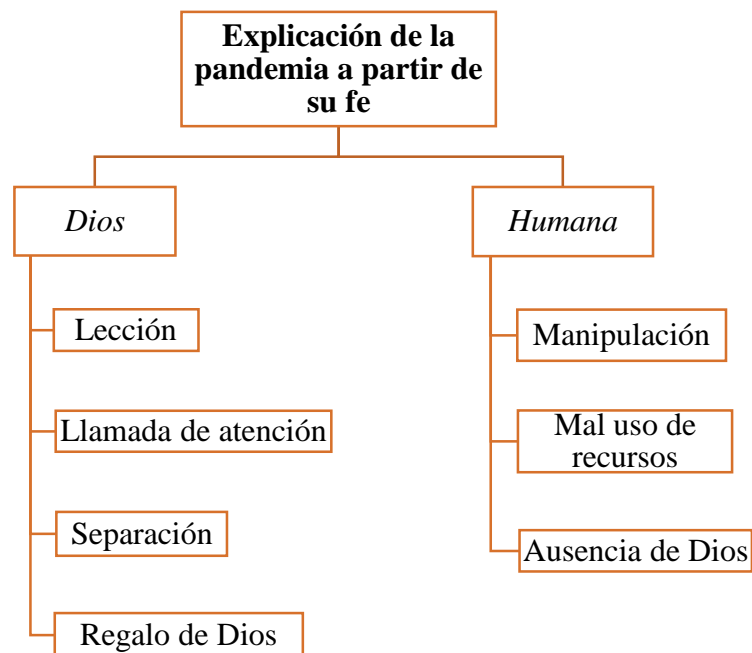 Explicación de la
pandemia a partir de
su fe
Dios
Lección
Llamada de atención
Separación
Regalo de Dios
Humana
Manipulación
Mal uso de
recursos
Ausencia de Dios